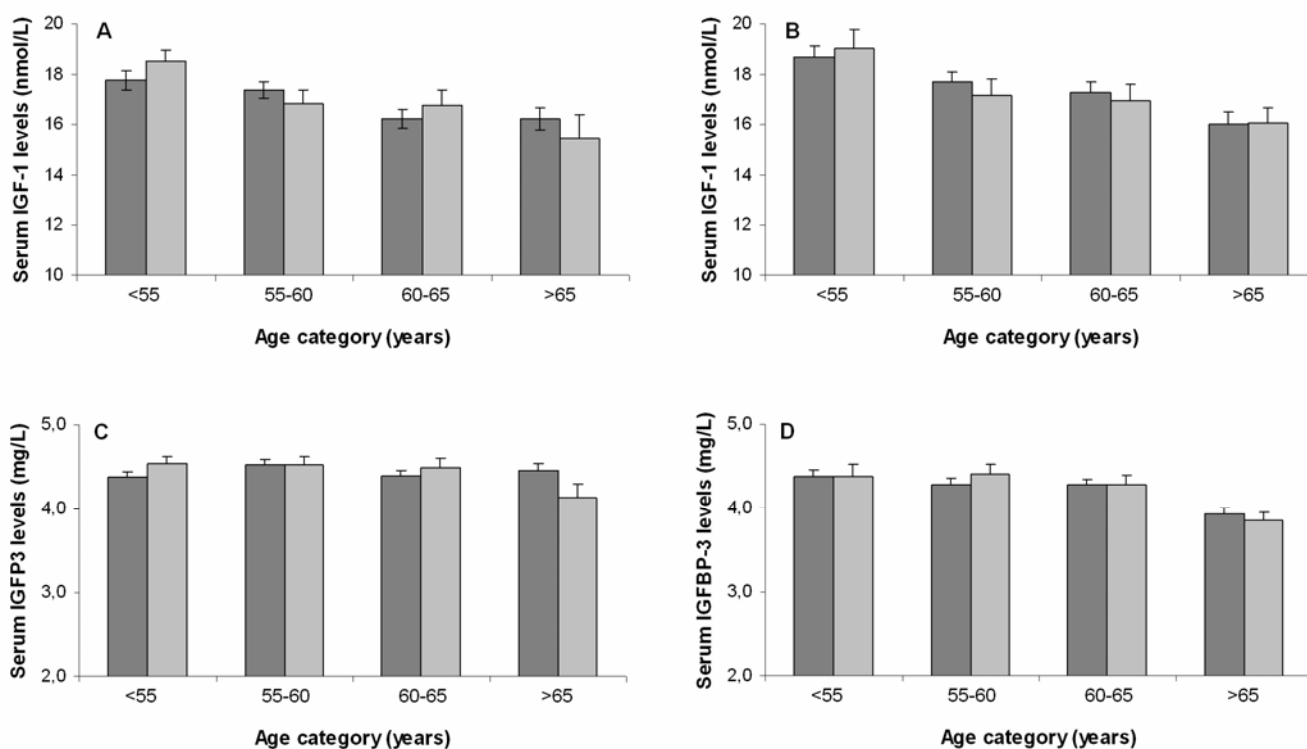 A
Serum IGF-1 levels (nmol/L)
20
18
16
14
12
10
<55 55-60 60-65 >65
Age category (years)
B
Serum IGF-1 levels (nmol/L)
20
18
16
14
12
10
<55 55-60 60-65 >65
Age category (years)
C
Serum IGFP3 levels (mg/L)
5,0
4,0
3,0
2,0
<55 55-60 60-65 >65
Age category (years)
D
Serum IGFBP-3 levels (mg/L)
5,0
4,0
3,0
2,0
<55 55-60 60-65 >65
Age category (years)